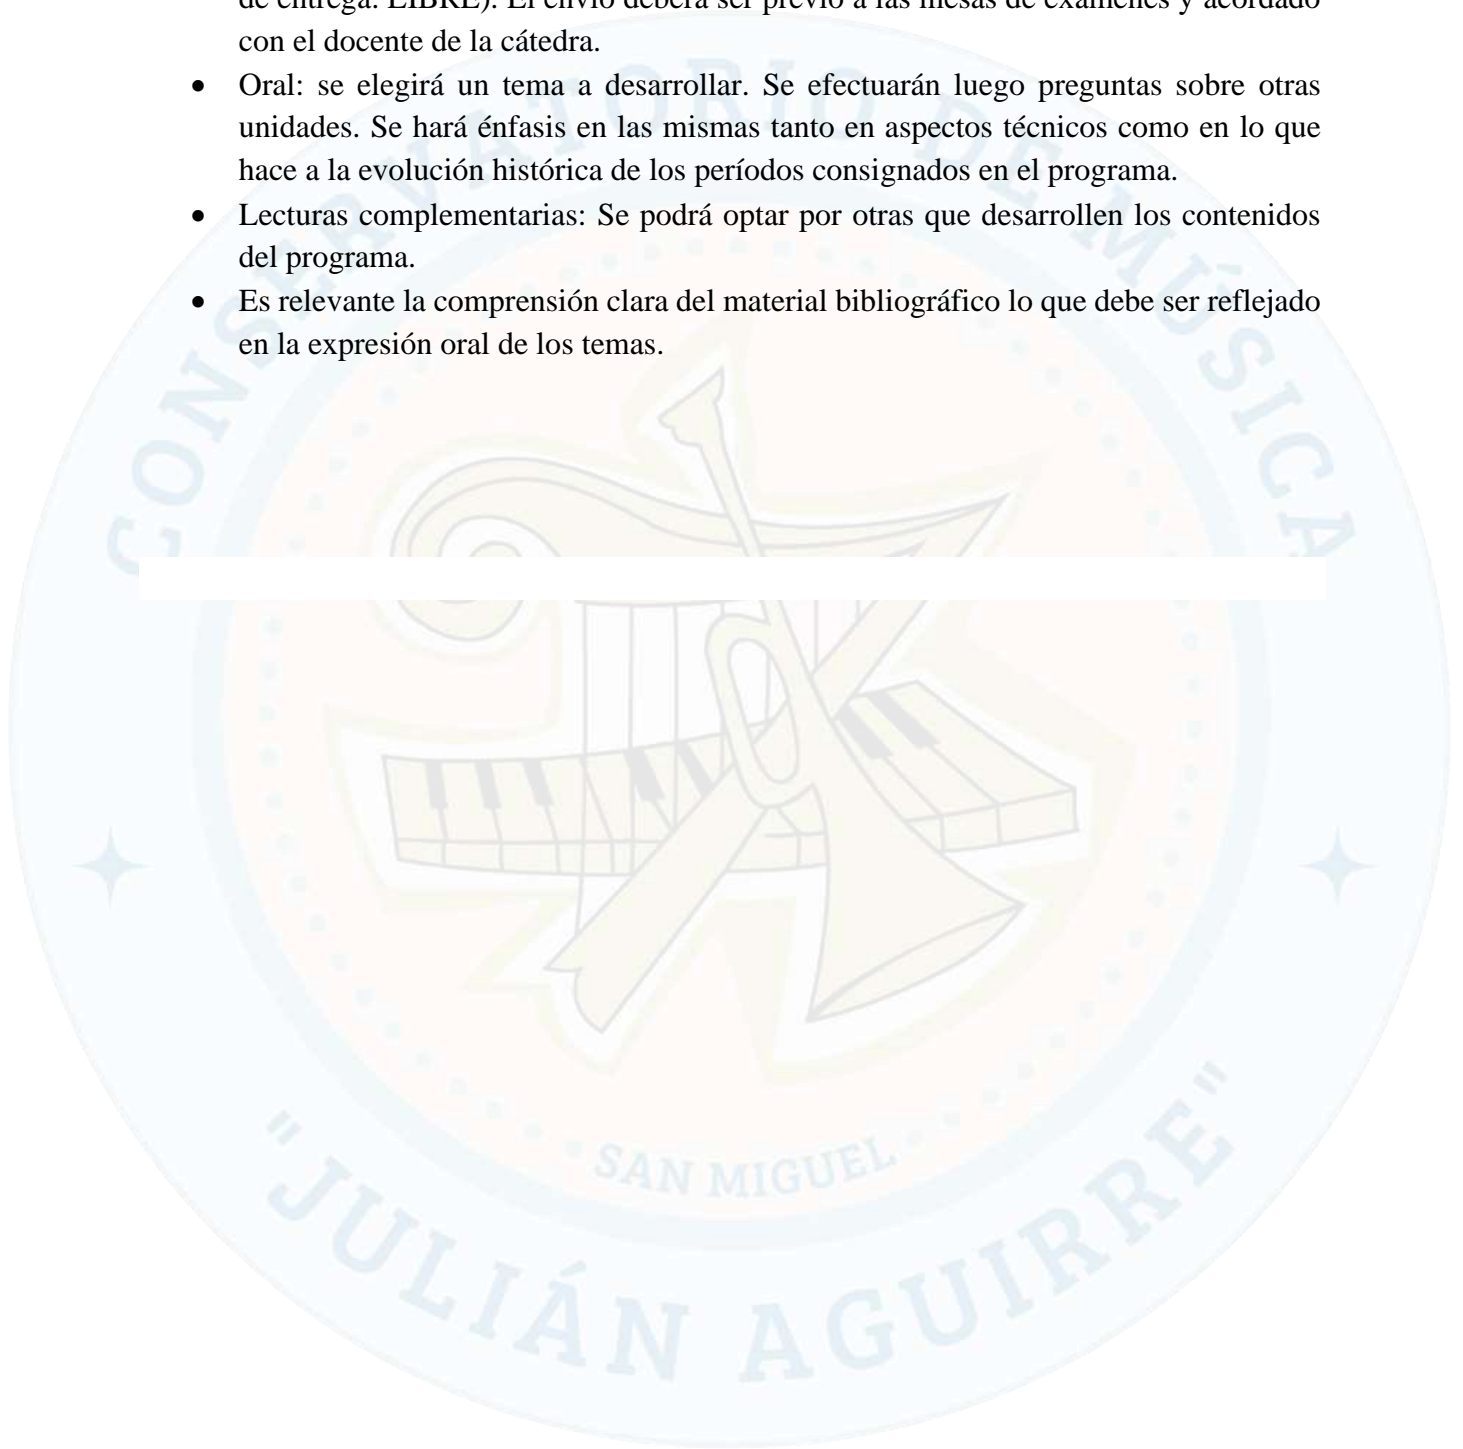 de entrega: LIBRE). El envío deberá ser previo a las mesas de exámenes y acordado
con el docente de la cátedra.
• Oral: se elegirá un tema a desarrollar. Se efectuarán luego preguntas sobre otras
unidades. Se hará énfasis en las mismas tanto en aspectos técnicos como en lo que
hace a la evolución histórica de los períodos consignados en el programa.
• Lecturas complementarias: Se podrá optar por otras que desarrollen los contenidos
del programa.
• Es relevante la comprensión clara del material bibliográfico lo que debe ser reflejado
en la expresión oral de los temas.
CONSERVATORIO DE MÚSICA
SAN MIGUEL
"JULIÁN AGUIRRE"